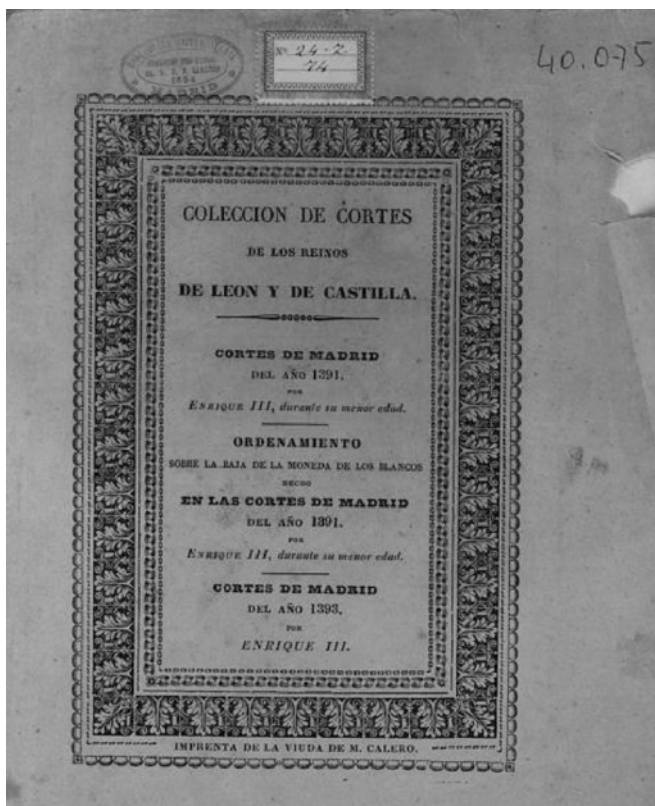 Nº 24-2
74
40.075
MADRID
COLECCION DE CORTES
DE LOS REINOS
DE LEON Y DE CASTILLA.
CORTES DE MADRID
DEL AÑO 1391.
POR
ENRIQUE III, durante su menor edad.
ORDENAMIENTO
SOBRE LA BAJA DE LA MONEDA DE LOS BLANCOS
HECHO
EN LAS CORTES DE MADRID
DEL AÑO 1391.
POR
ENRIQUE III, durante su menor edad.
CORTES DE MADRID
DEL AÑO 1393.
POR
ENRIQUE III.
IMPRENTA DE LA VIUDA DE M. CALERO.